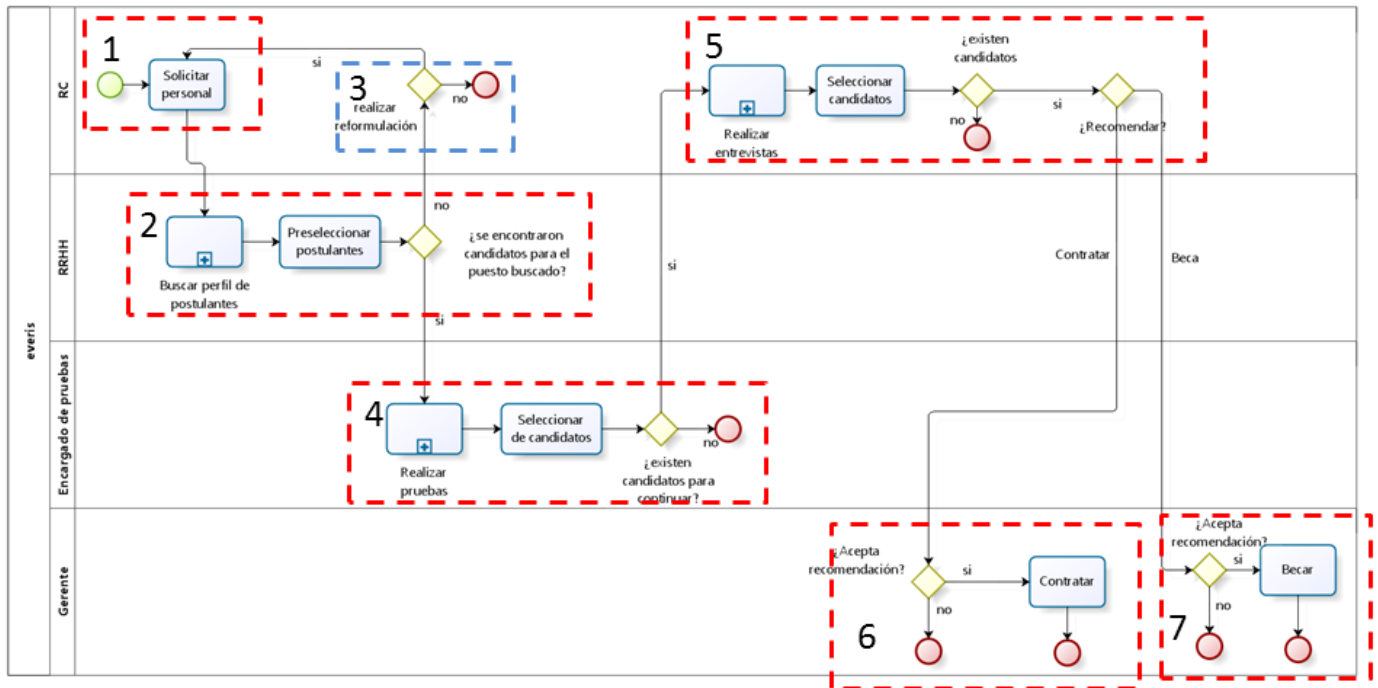 everis
RC
1
Solicitar
personal
si
3
realizar
reformulación
no
5
Realizar
entrevistas
Seleccionar
candidatos
¿existen
candidatos
no
si
¿Recomendar?
RRHH
2
Buscar perfil de
postulantes
Preseleccionar
postulantes
no
¿se encontraron
candidatos para el
puesto buscado?
si
si
Contratar
Beca
Encargado de pruebas
4
Realizar
pruebas
Seleccionar
de candidatos
no
¿existen
candidatos para
continuar?
Gerente
¿Acepta
recomendación?
si
no
Contratar
6
¿Acepta
recomendación?
si
no
Becar
7